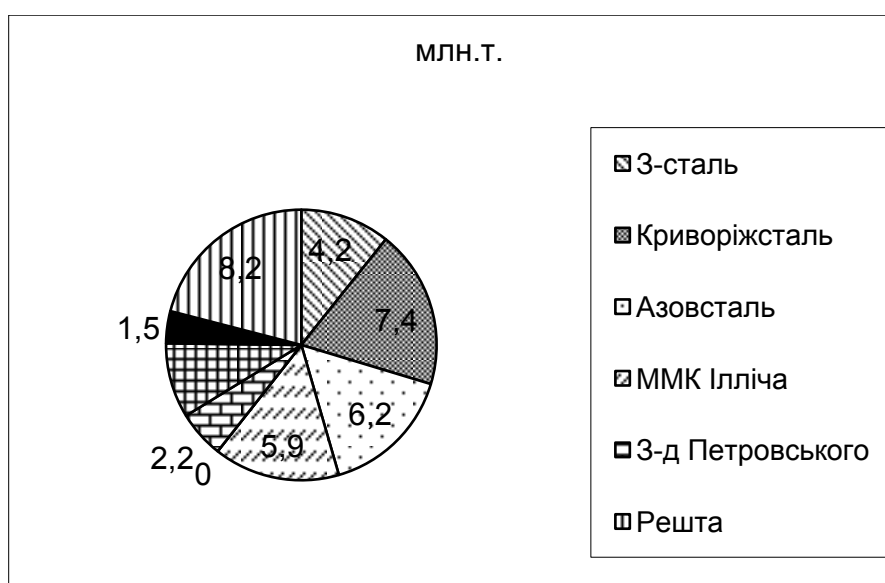 млн.т.
8,2
4,2
1,5
7,4
6,2
5,9
2,2
0
З-сталь
Криворіжсталь
Азовсталь
ММК Ілліча
З-д Петровського
Решта